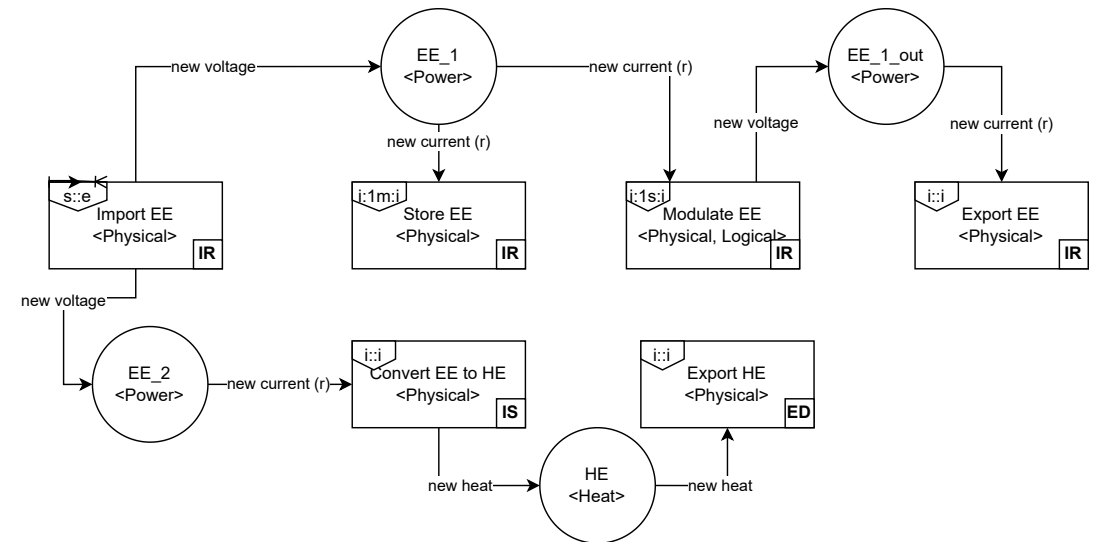 EE_1
<Power>
EE_1_out
<Power>
new voltage
new current (r)
new current (r)
new voltage
new current (r)
s::e
Import EE
<Physical>
IR
i:1m:i
Store EE
<Physical>
IR
i:1s:i
Modulate EE
<Physical, Logical>
IR
i::i
Export EE
<Physical>
IR
new voltage
EE_2
<Power>
new current (r)
i::i
Convert EE to HE
<Physical>
IS
i::i
Export HE
<Physical>
ED
new heat
HE
<Heat>
new heat